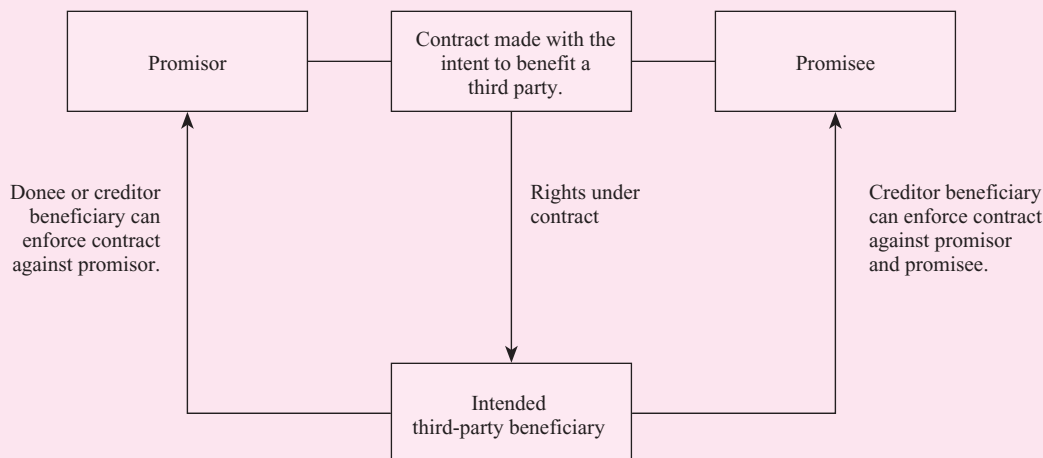 Promisor
Contract made with the
intent to benefit a
third party.
Promisee
Donee or creditor
beneficiary can
enforce contract
against promisor.
Rights under
contract
Creditor beneficiary
can enforce contract
against promisor
and promisee.
Intended
third-party beneficiary